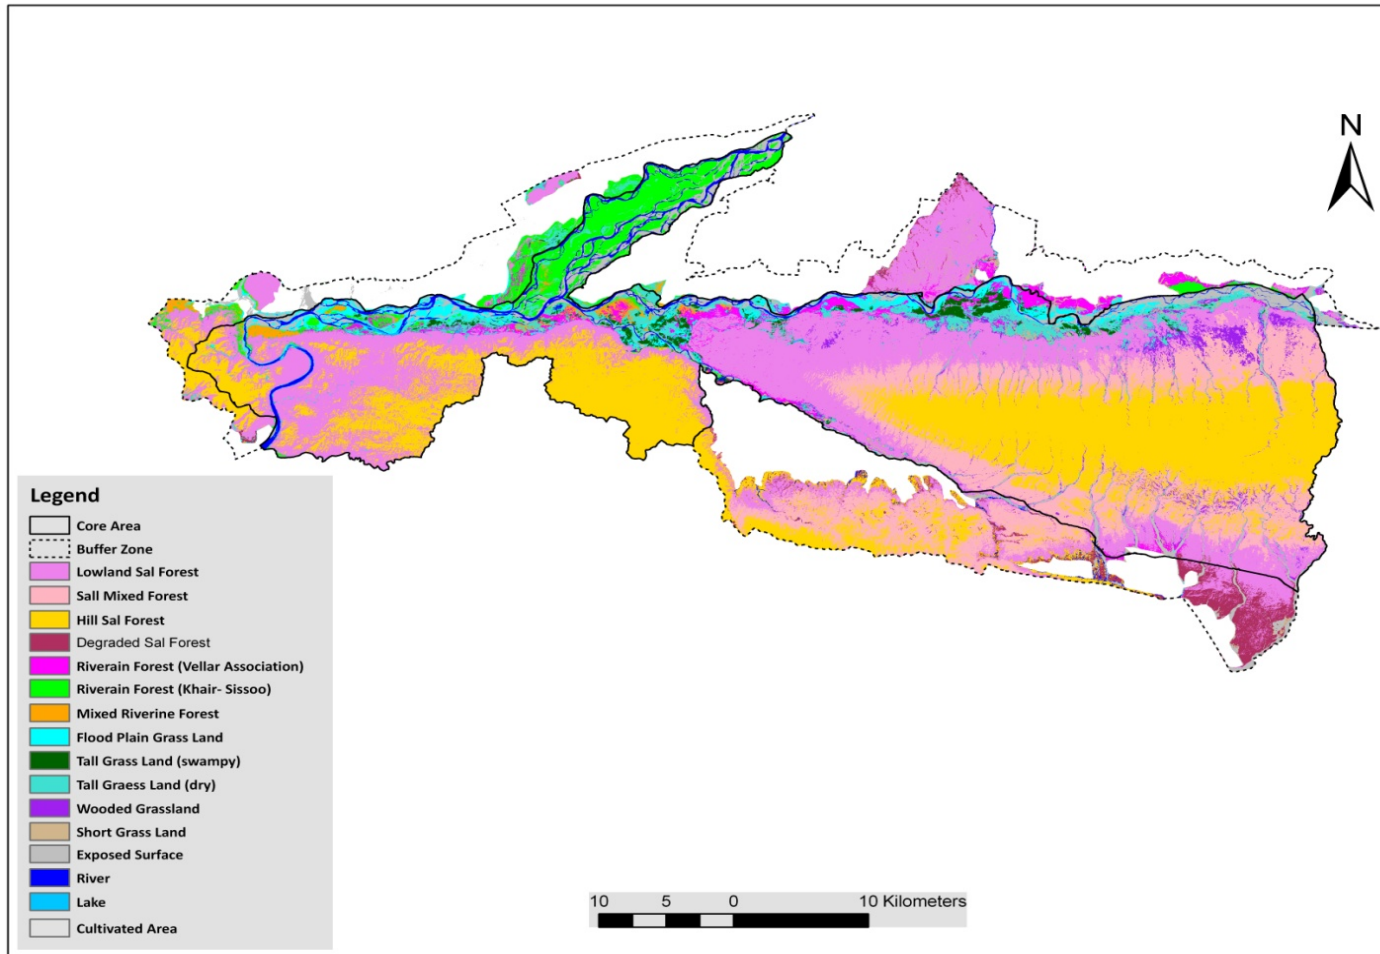 N
Legend
Core Area
Buffer Zone
Lowland Sal Forest
Sall Mixed Forest
Hill Sal Forest
Degraded Sal Forest
Riverain Forest (Vellar Association)
Riverain Forest (Khair- Sissoo)
Mixed Riverine Forest
Flood Plain Grass Land
Tall Grass Land (swampy)
Tall Graess Land (dry)
Wooded Grassland
Short Grass Land
Exposed Surface
River
Lake
Cultivated Area
10 5 0 10 Kilometers